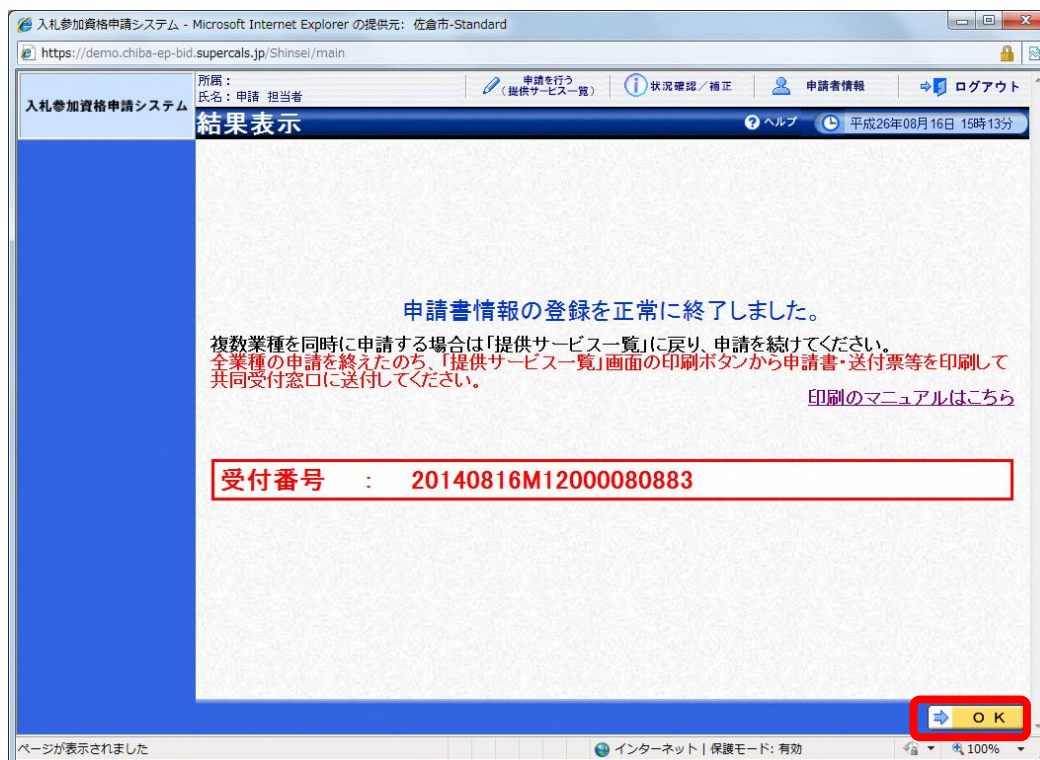 入札参加資格申請システム - Microsoft Internet Explorer の提供元: 佐倉市-Standard
https://demo.chiba-ep-bid.supercals.jp/Shinsei/main
入札参加資格申請システム
所属：
氏名：申請 担当者
申請を行う
（提供サービス一覧）
状況確認／補正
申請者情報
ログアウト
結果表示
ヘルプ
平成26年08月16日 15時13分
申請書情報の登録を正常に終了しました。
複数業種を同時に申請する場合は「提供サービス一覧」に戻り、申請を続けてください。
全業種の申請を終えたのち、「提供サービス一覧」画面の印刷ボタンから申請書・送付票等を印刷して
共同受付窓口に送付してください。
印刷のマニュアルはこちら
受付番号 ： 20140816M12000080883
ＯＫ
ページが表示されました
インターネット | 保護モード: 有効
100%